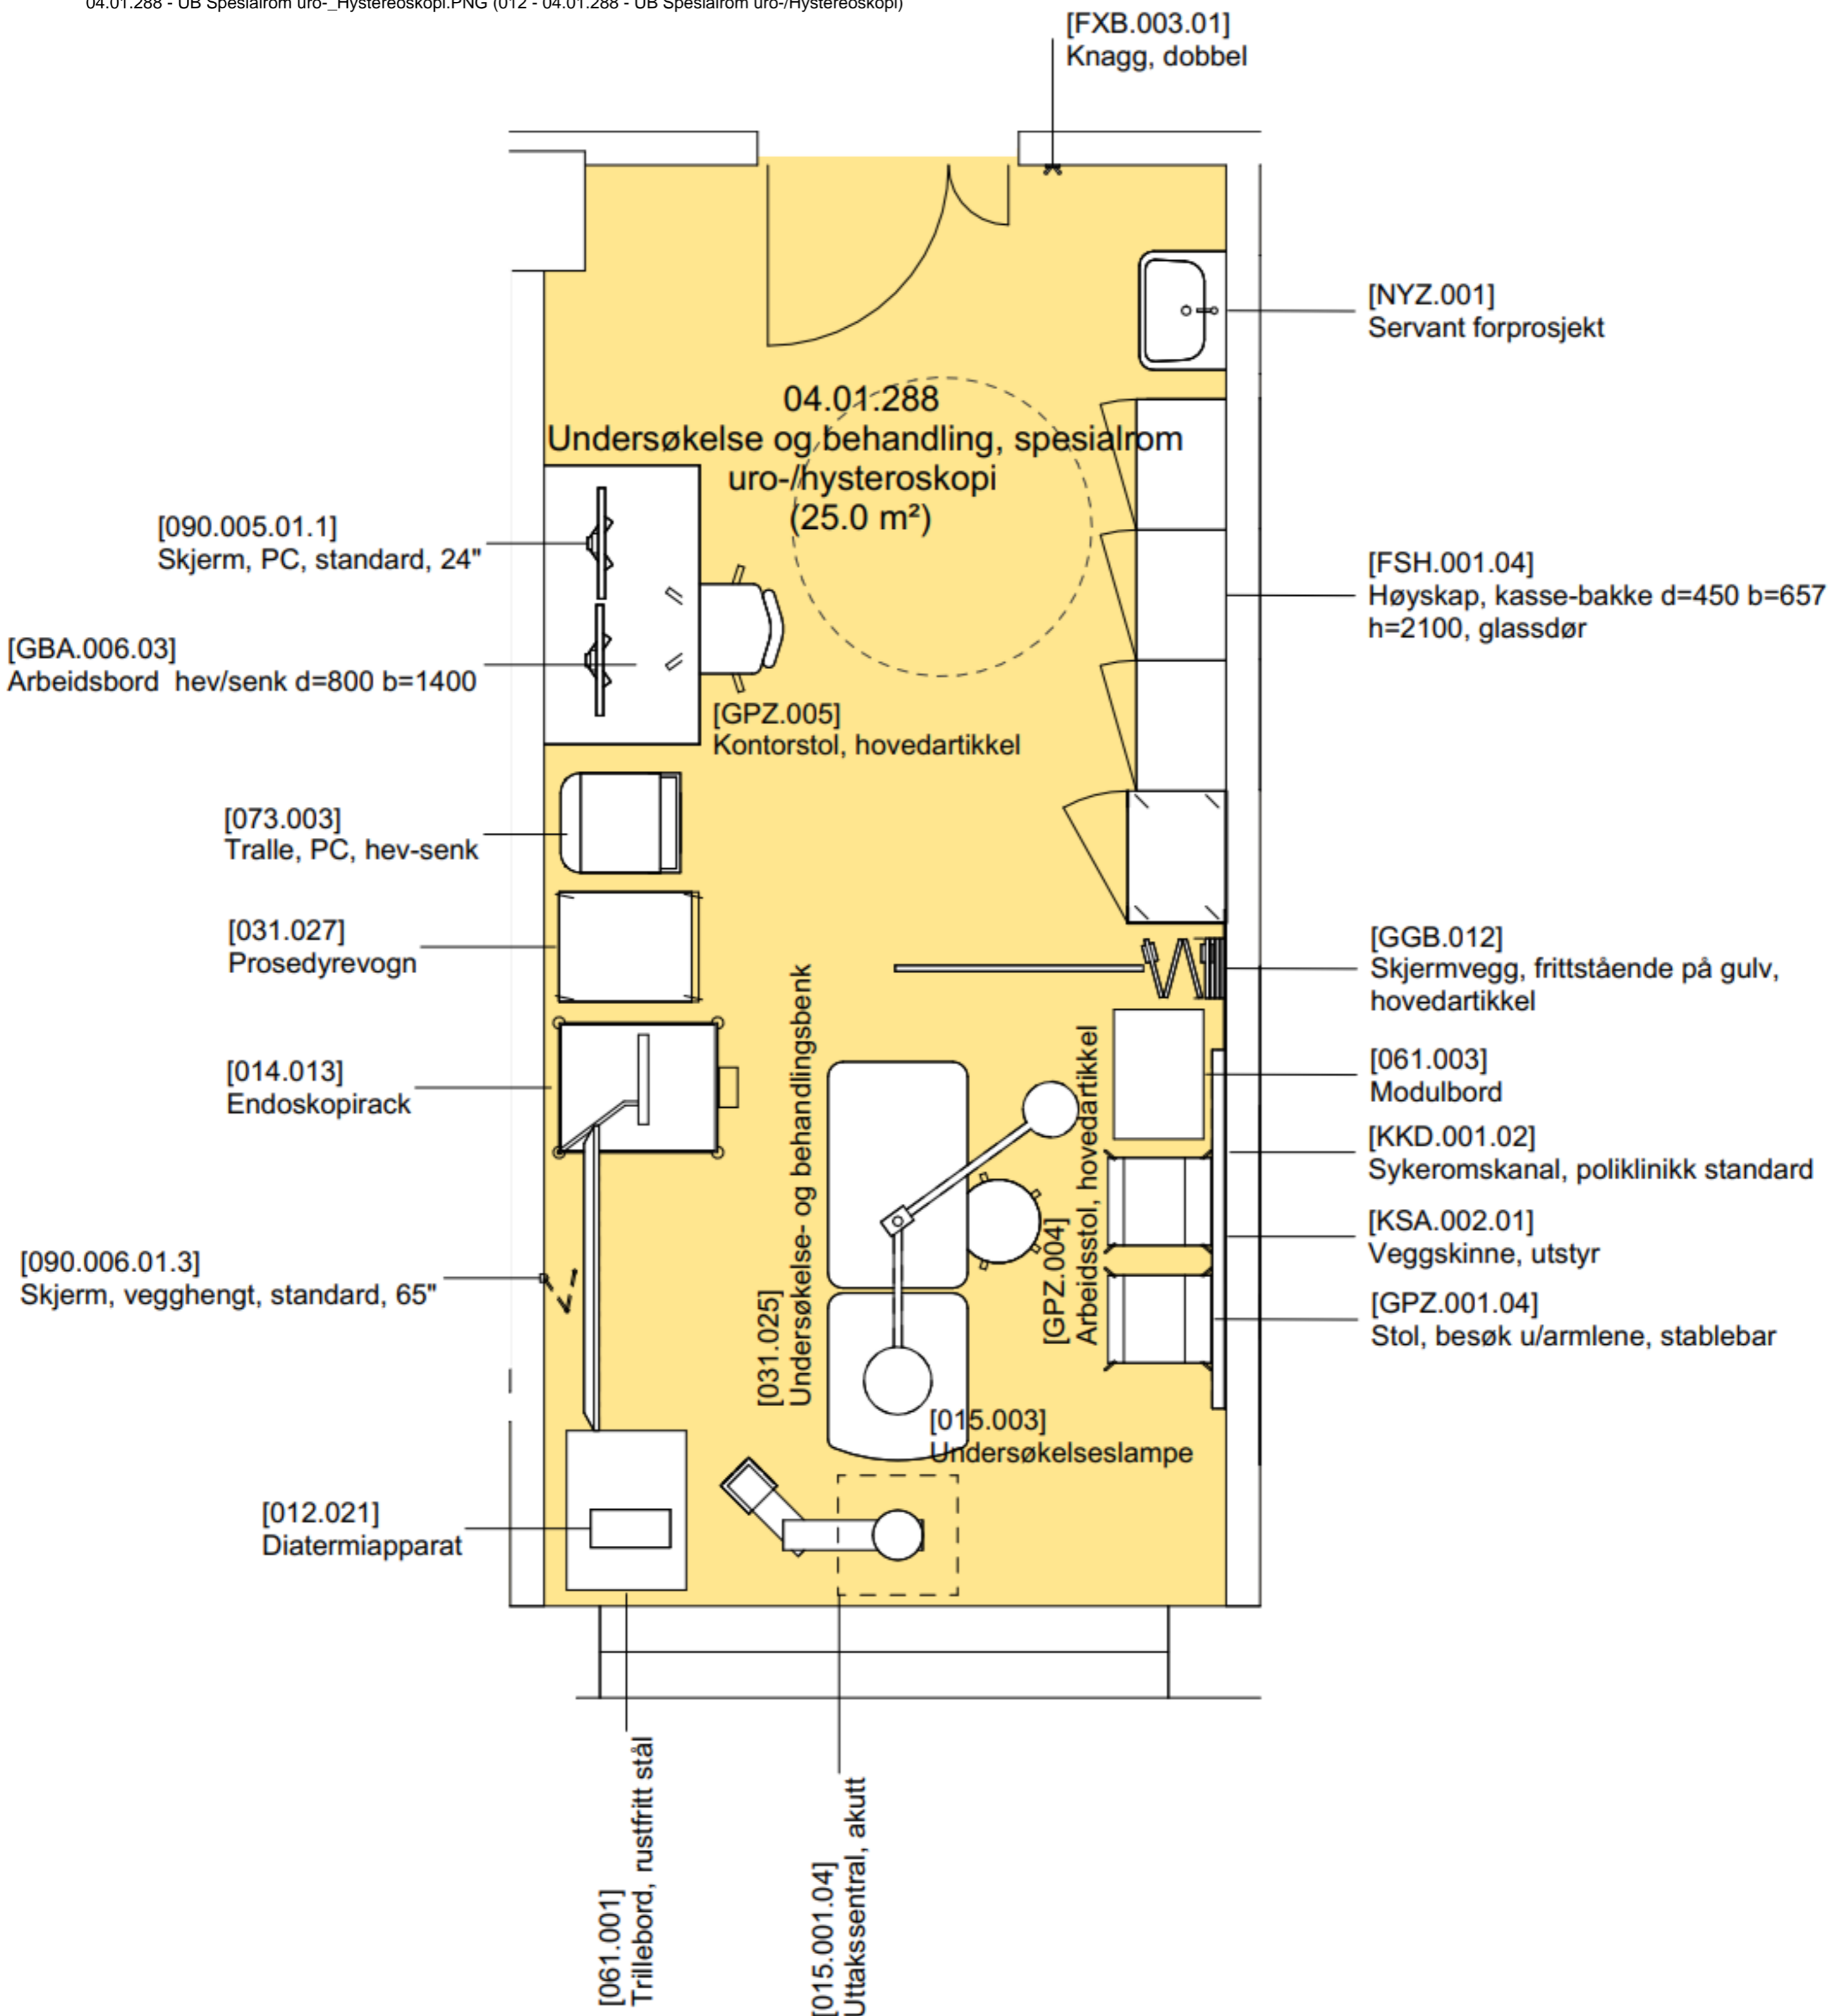 04.01.288 - UB Spesialrom uro-_Hystereoskopi.PNG (012 - 04.01.288 - UB Spesialrom uro-/Hystereoskopi)
[FXB.003.01]
Knagg, dobbel
[NYZ.001]
Servant forprosjekt
04.01.288
Undersøkelse og behandling, spesialrom
uro-/hysteroskopi
(25.0 m²)
[090.005.01.1]
Skjerm, PC, standard, 24"
[FSH.001.04]
Høyskap, kasse-bakke d=450 b=657
h=2100, glassdør
[GBA.006.03]
Arbeidsbord hev/senk d=800 b=1400
[GPZ.005]
Kontorstol, hovedartikkel
[073.003]
Tralle, PC, hev-senk
[031.027]
Prosedyrevogn
[GGB.012]
Skjermvegg, frittstående på gulv,
hovedartikkel
[014.013]
Endoskopirack
[061.003]
Modulbord
[KKD.001.02]
Sykeromskanal, poliklinikk standard
[KSA.002.01]
Veggskinne, utstyr
[GPZ.001.04]
Stol, besøk u/armlene, stablebar
[031.025]
Undersøkelse- og behandlingsbenk
[GPZ.004]
Arbeidsstol, hovedartikkel
[090.006.01.3]
Skjerm, vegghengt, standard, 65"
[015.003]
Undersøkelseslampe
[012.021]
Diatermiapparat
[061.001]
Trillebord, rustfritt stål
[015.001.04]
Uttakssentral, akutt